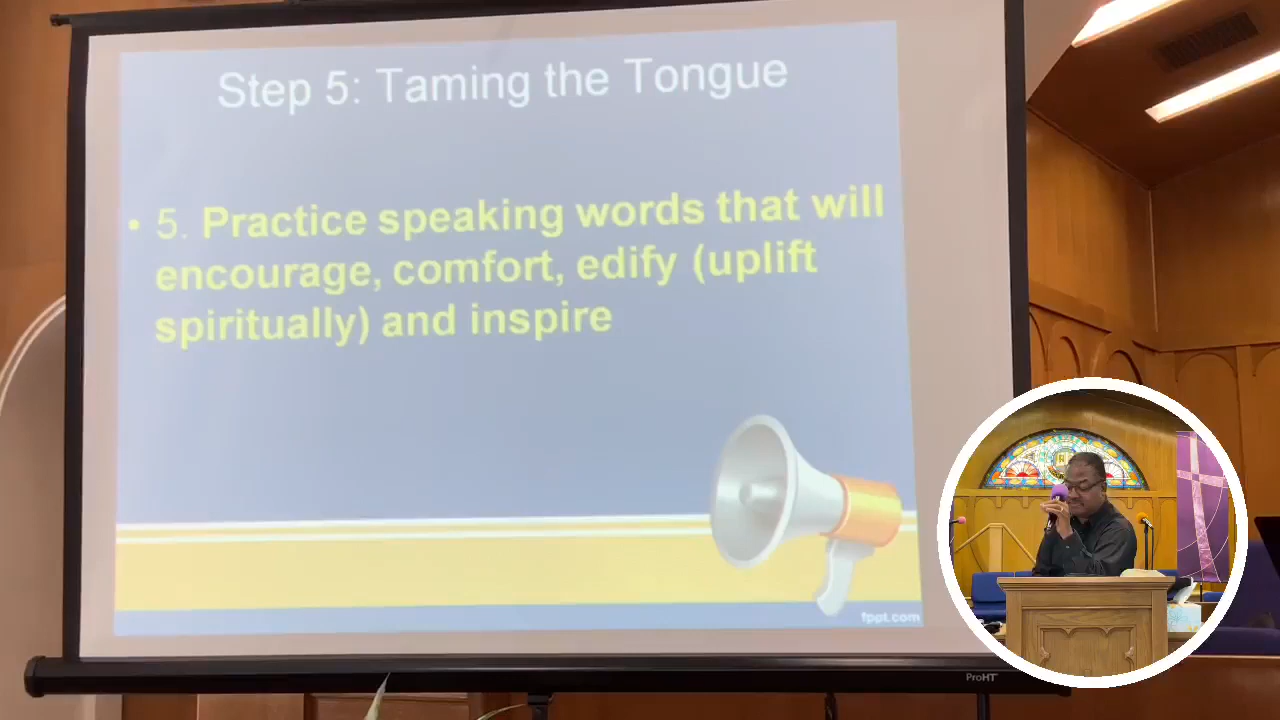 Step 5: Taming the Tongue
• 5. Practice speaking words that will
encourage, comfort, edify (uplift
spiritually) and inspire
fppt.com
ProHT